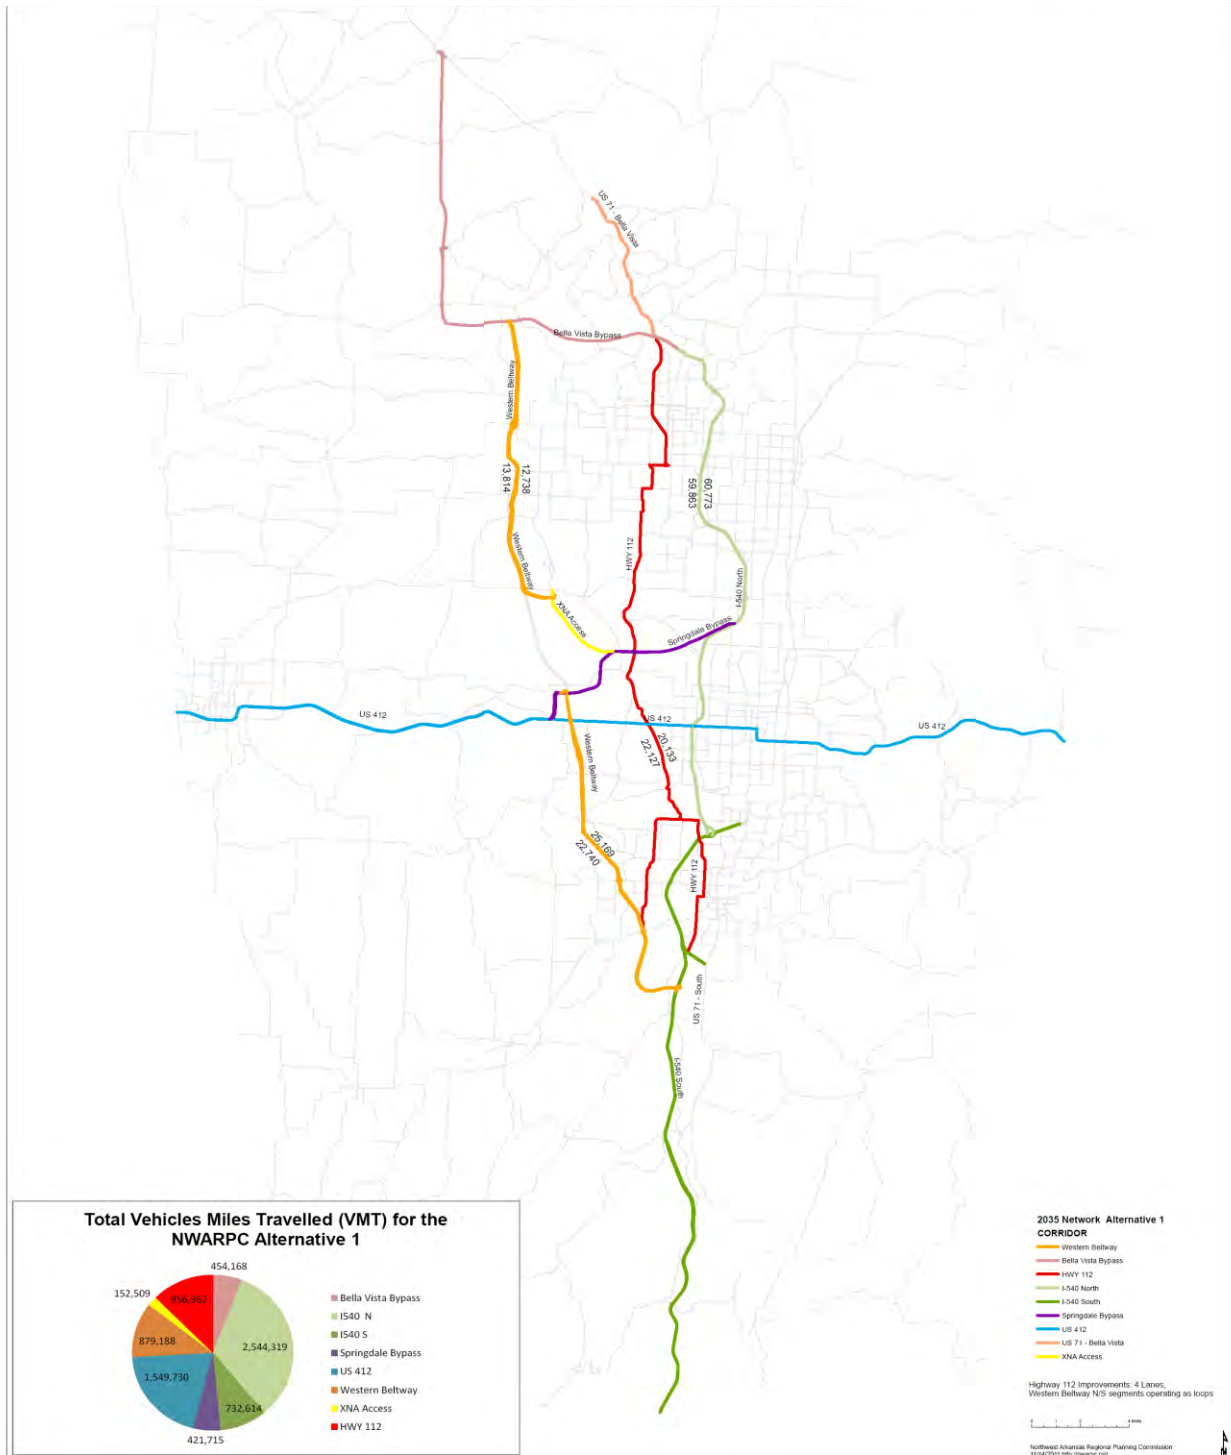 US 71 - Bella Vista
Bella Vista Bypass
Western Beltway
12,738
13,814
60,773
59,863
Western Beltway
HWY 112
I-540 North
XNA Access
Springdale Bypass
US 412
US 412
US 412
20,133
22,127
Western Beltway
25,169
22,740
HWY 112
US 71 - South
I-540 South
Total Vehicles Miles Travelled (VMT) for the
NWARPC Alternative 1
454,168
152,509
956,962
879,188
2,544,319
1,549,730
732,614
421,715
Bella Vista Bypass
I540 N
I540 S
Springdale Bypass
US 412
Western Beltway
XNA Access
HWY 112
2035 Network Alternative 1
CORRIDOR
Western Beltway
Bella Vista Bypass
HWY 112
I-540 North
I-540 South
Springdale Bypass
US 412
US 71 - Bella Vista
XNA Access
Highway 112 Improvements: 4 Lanes,
Western Beltway N/S segments operating as loops
0 1 2 4 Miles
Northwest Arkansas Regional Planning Commission